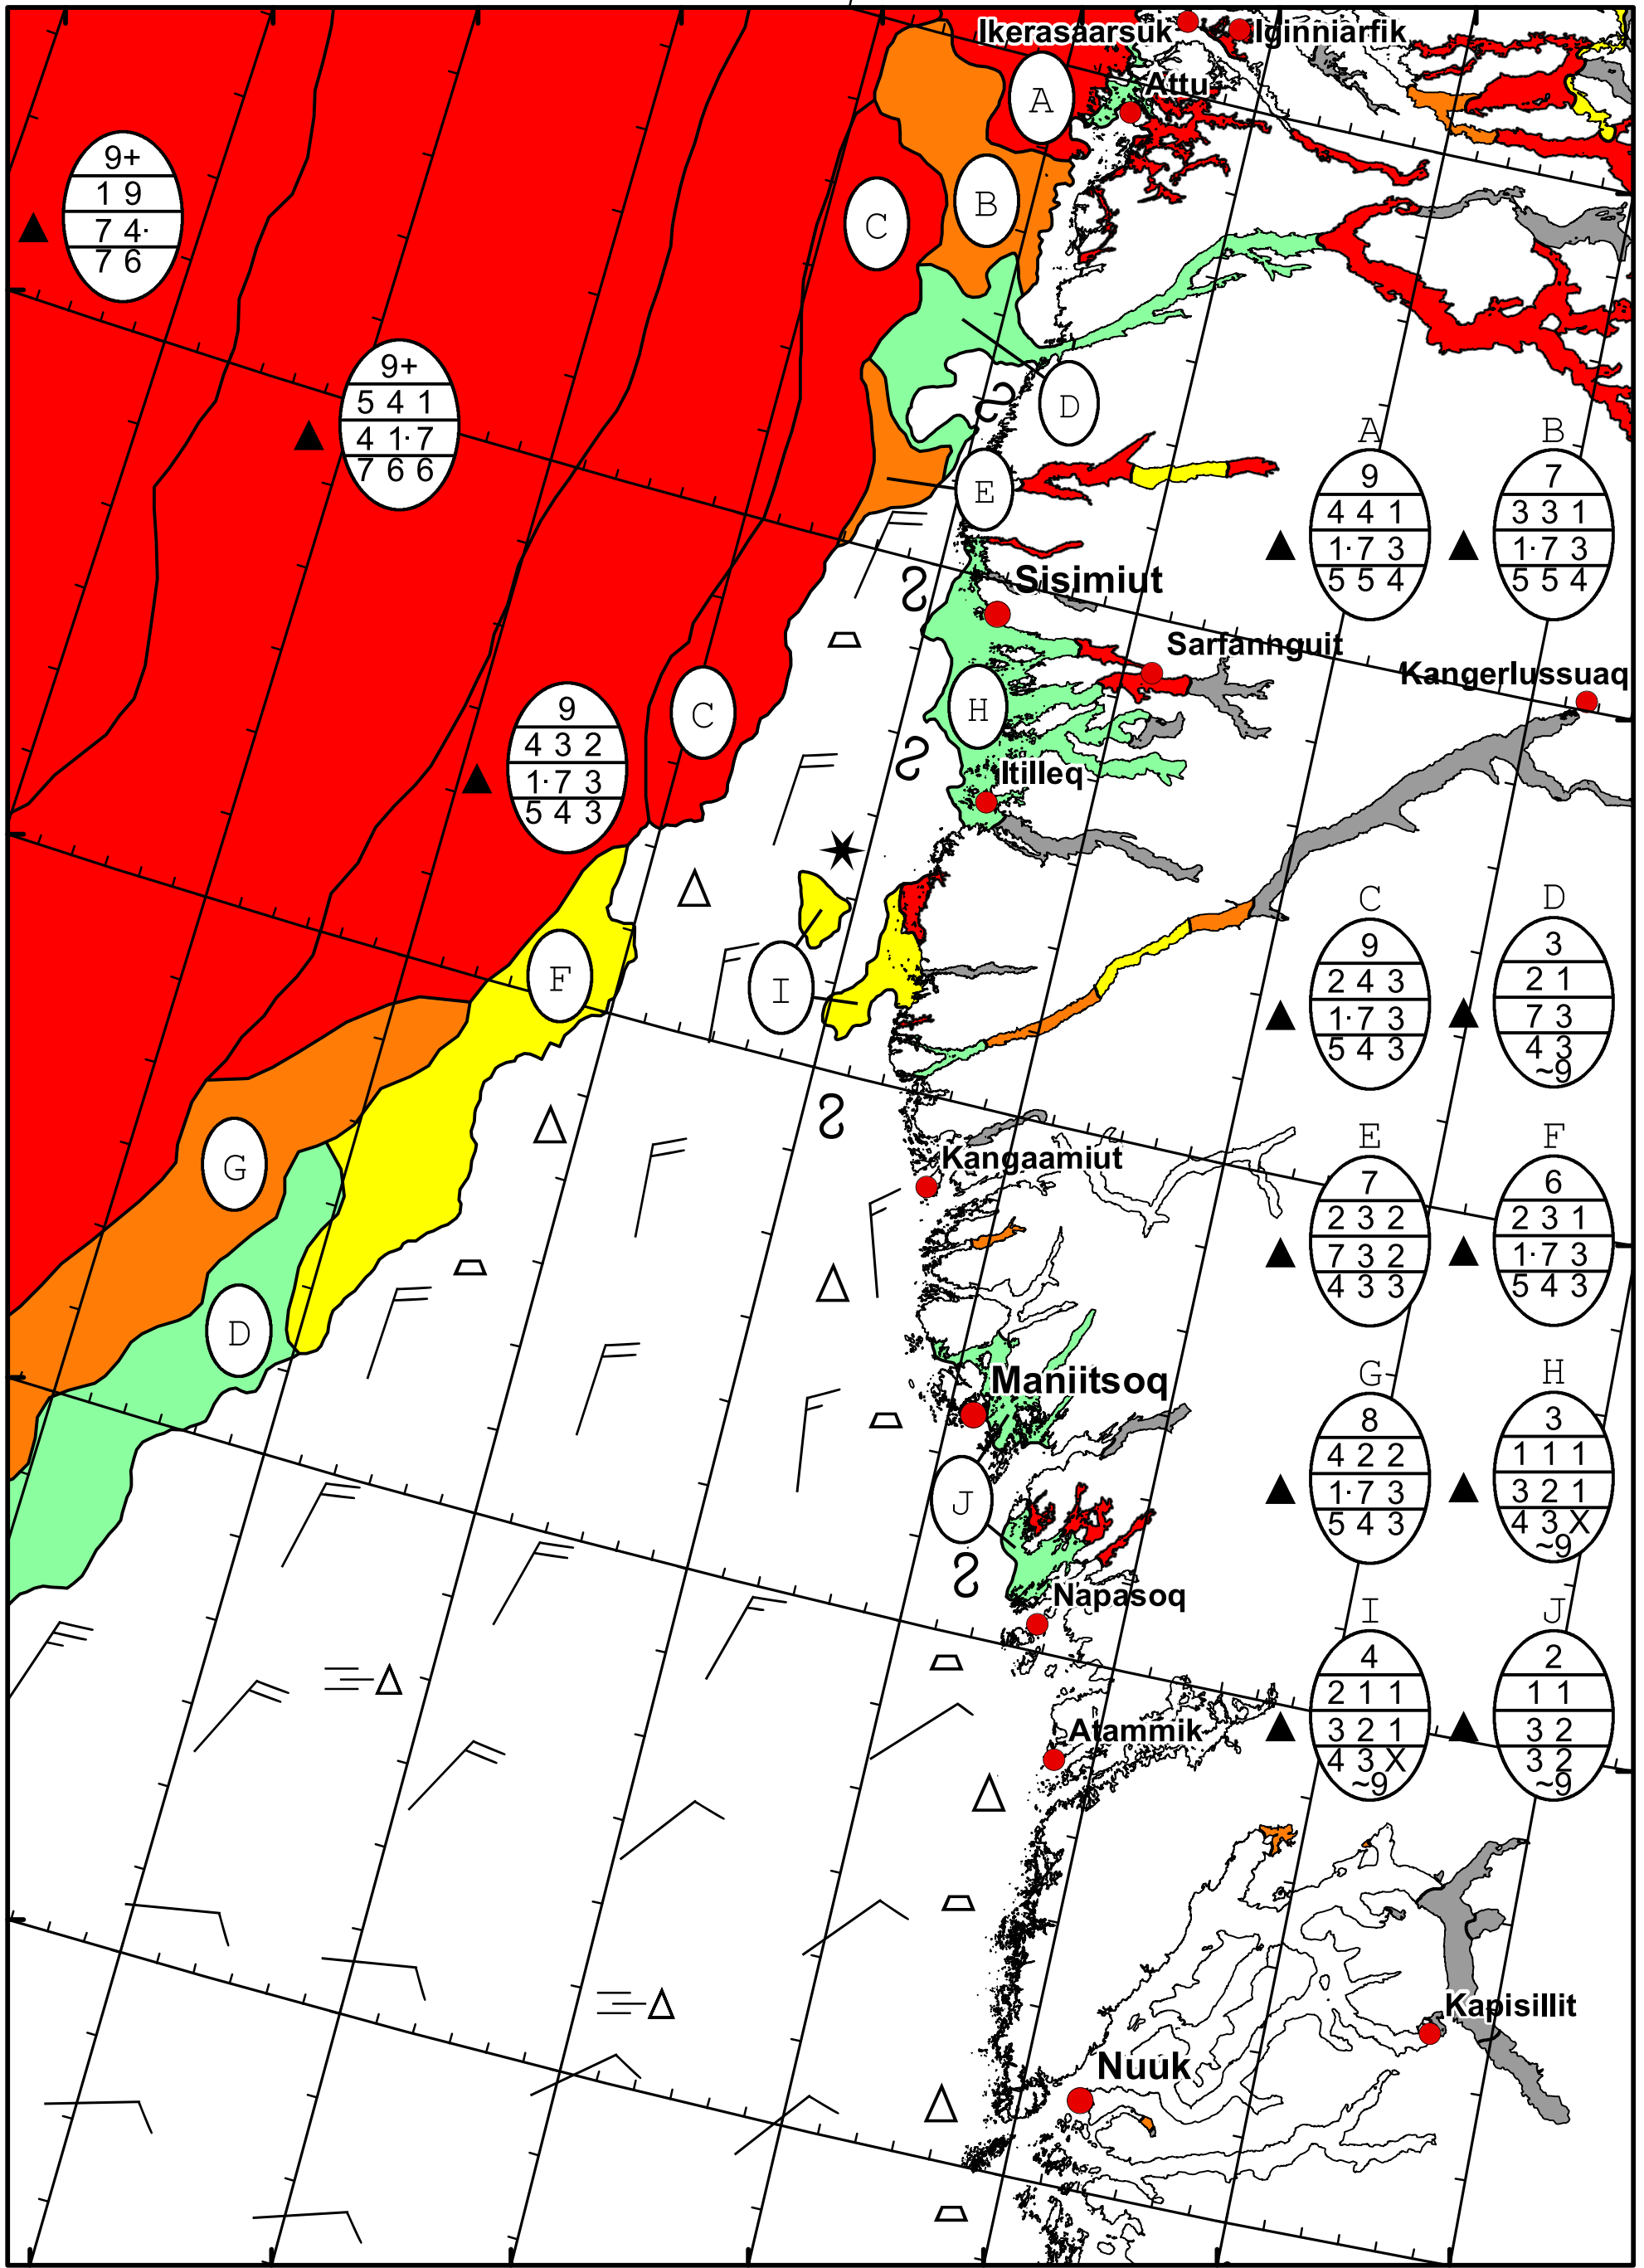 Ikerasaarsuk
Iginniarfik
A
Attu
9+
1 9
7 4·
7 6
B
C
9+
5 4 1
4 1·7
7 6 6
D
E
A
9
4 4 1
1·7 3
5 5 4
B
7
3 3 1
1·7 3
5 5 4
Sisimiut
Sarfannguit
Kangerlussuaq
9
4 3 2
1·7 3
5 4 3
C
H
Itilleq
F
I
C
9
2 4 3
1·7 3
5 4 3
D
3
2 1
7 3
4 3
~9
G
Kangaamiut
E
7
2 3 2
7 3 2
4 3 3
F
6
2 3 1
1·7 3
5 4 3
D
Maniitsoq
G
8
4 2 2
1·7 3
5 4 3
H
3
1 1 1
3 2 1
4 3 X
~9
J
Napasoq
I
4
2 1 1
3 2 1
4 3 X
~9
J
2
1 1
3 2
3 2
~9
Atammik
Kapisillit
Nuuk